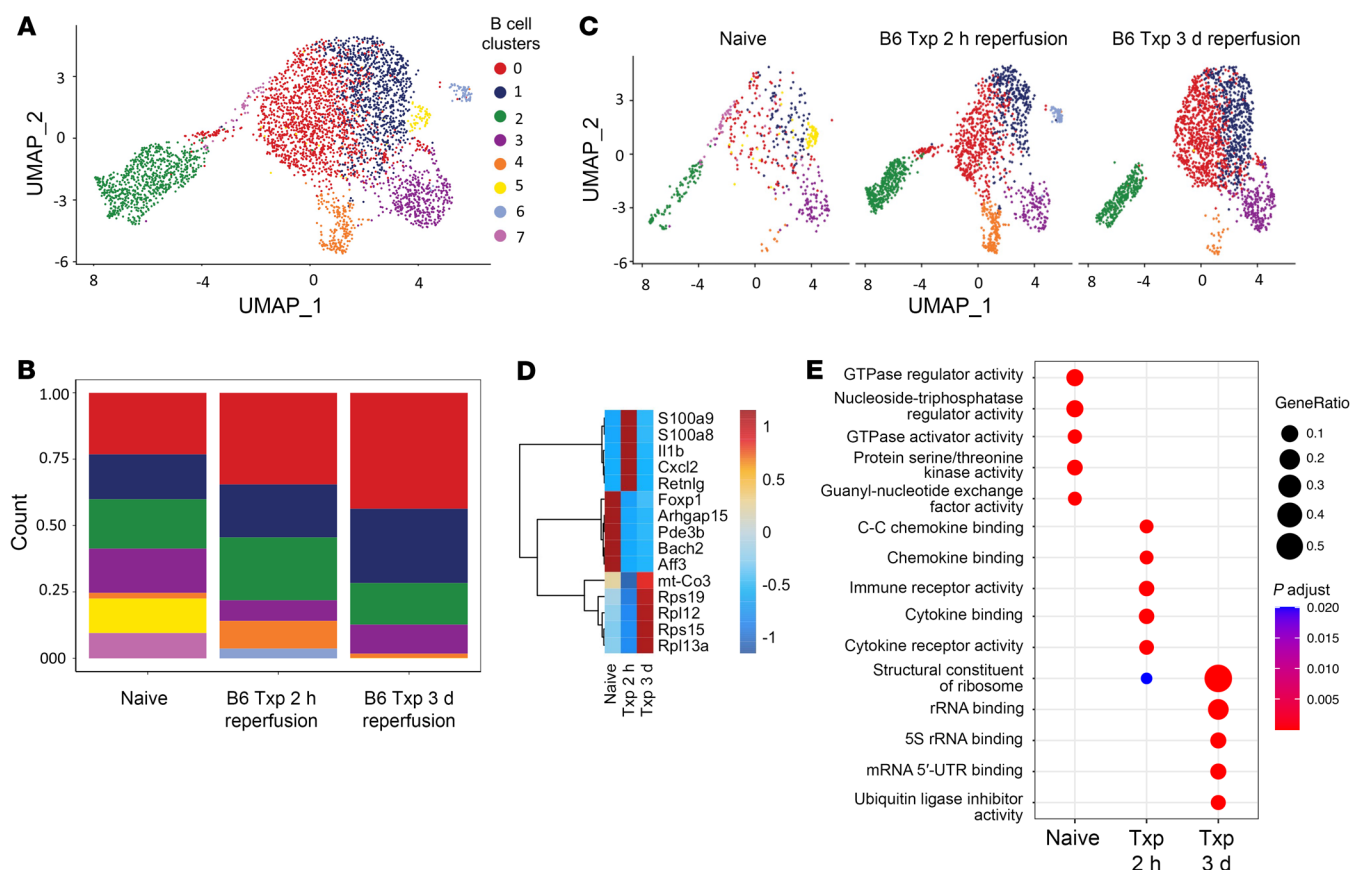 A
B cell
clusters
0
1
2
3
4
5
6
7
UMAP_2
3
0
-3
-6
8
-4
0
4
UMAP_1
C
Naive
B6 Txp 2 h reperfusion
B6 Txp 3 d reperfusion
UMAP_2
3
0
-3
-6
8
-4
0
4
8
-4
0
4
8
-4
0
4
UMAP_1
B
Count
1.00
0.75
0.50
0.25
000
Naive
B6 Txp 2 h
reperfusion
B6 Txp 3 d
reperfusion
D
S100a9
S100a8
Il1b
Cxcl2
Retnlg
Foxp1
Arhgap15
Pde3b
Bach2
Aff3
mt-Co3
Rps19
Rpl12
Rps15
Rpl13a
Naive
Txp 2 h
Txp 3 d
1
0.5
0
-0.5
-1
E
GTPase regulator activity
Nucleoside-triphosphatase
regulator activity
GTPase activator activity
Protein serine/threonine
kinase activity
Guanyl-nucleotide exchange
factor activity
C-C chemokine binding
Chemokine binding
Immune receptor activity
Cytokine binding
Cytokine receptor activity
Structural constituent
of ribosome
rRNA binding
5S rRNA binding
mRNA 5′-UTR binding
Ubiquitin ligase inhibitor
activity
Naive
Txp
2 h
Txp
3 d
GeneRatio
0.1
0.2
0.3
0.4
0.5
P adjust
0.020
0.015
0.010
0.005